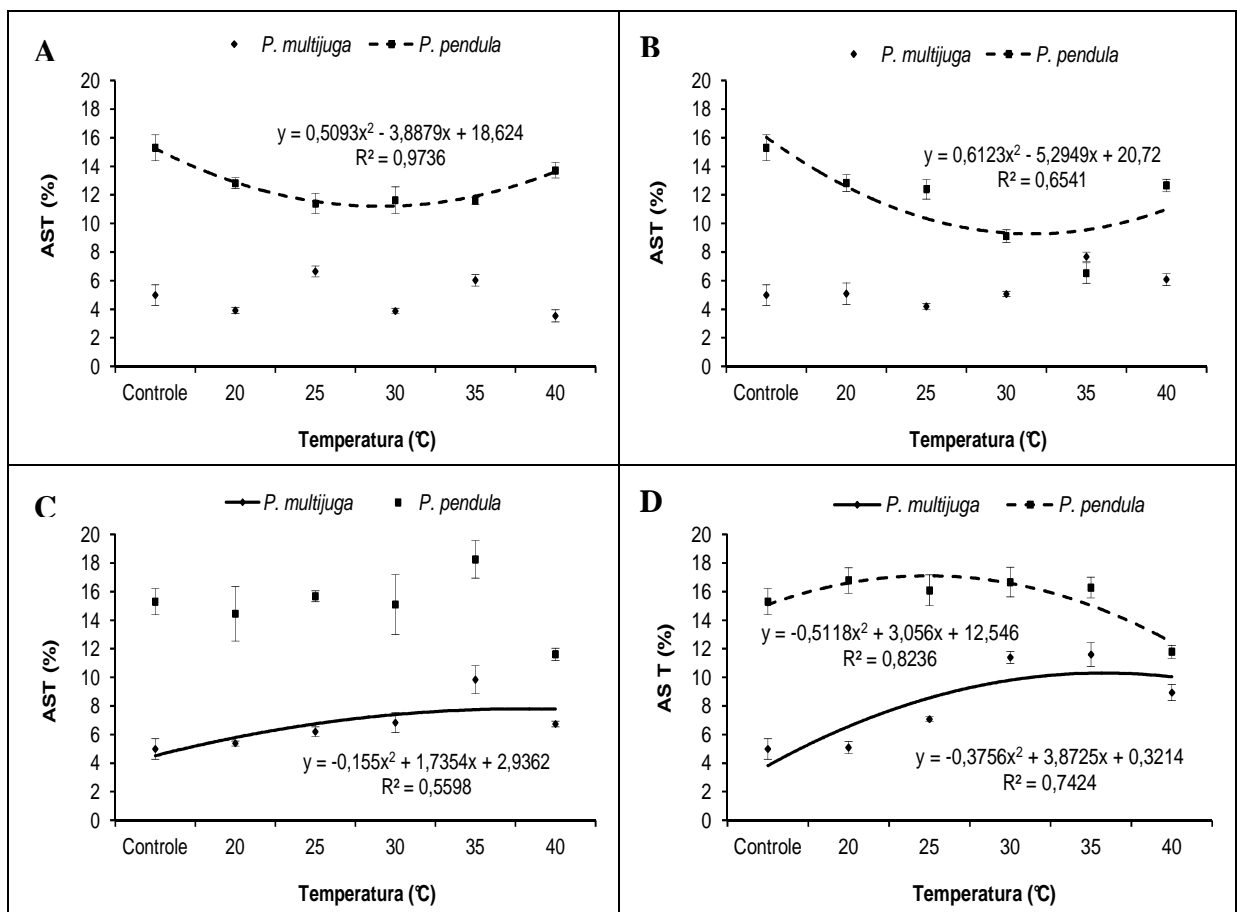 A
P. multijuga P. pendula
20
18
16
14
12
10
8
6
4
2
0
AST (%)
y = 0,5093x² - 3,8879x + 18,624
R² = 0,9736
Controle 20 25 30 35 40
Temperatura (°C)
B
P. multijuga P. pendula
20
18
16
14
12
10
8
6
4
2
0
AST (%)
y = 0,6123x² - 5,2949x + 20,72
R² = 0,6541
Controle 20 25 30 35 40
Temperatura (°C)
C
P. multijuga P. pendula
20
18
16
14
12
10
8
6
4
2
0
AST (%)
y = -0,155x² + 1,7354x + 2,9362
R² = 0,5598
Controle 20 25 30 35 40
Temperatura (°C)
D
P. multijuga P. pendula
20
18
16
14
12
10
8
6
4
2
0
AS T (%)
y = -0,5118x² + 3,056x + 12,546
R² = 0,8236
y = -0,3756x² + 3,8725x + 0,3214
R² = 0,7424
Controle 20 25 30 35 40
Temperatura (°C)